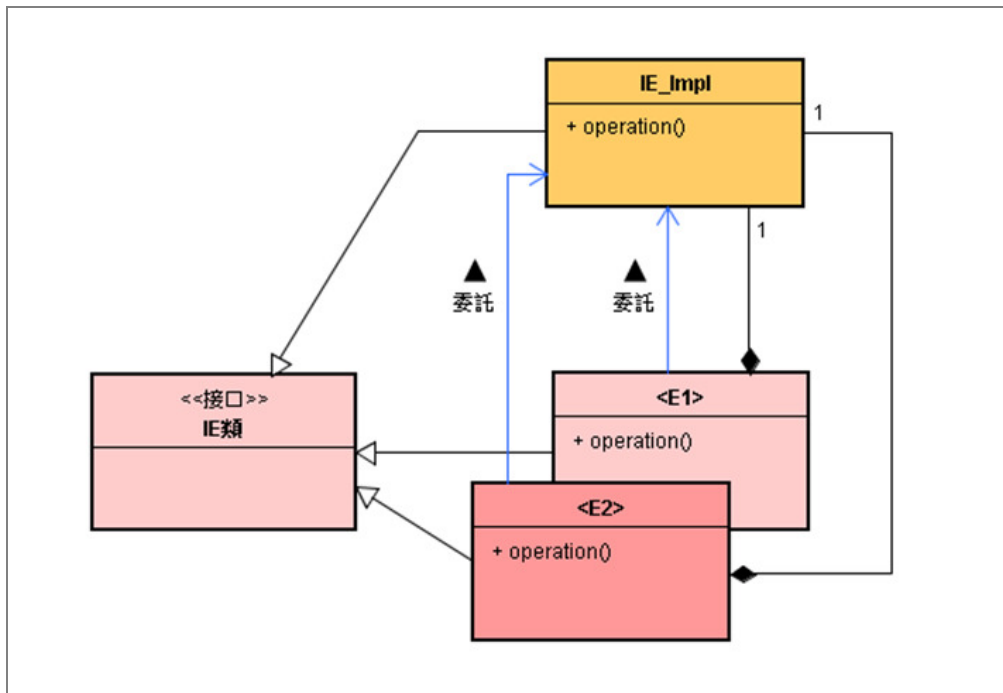 IE_Impl
+ operation()
1
1
▲
委託
▲
委託
<<接口>>
IE類
<E1>
+ operation()
<E2>
+ operation()